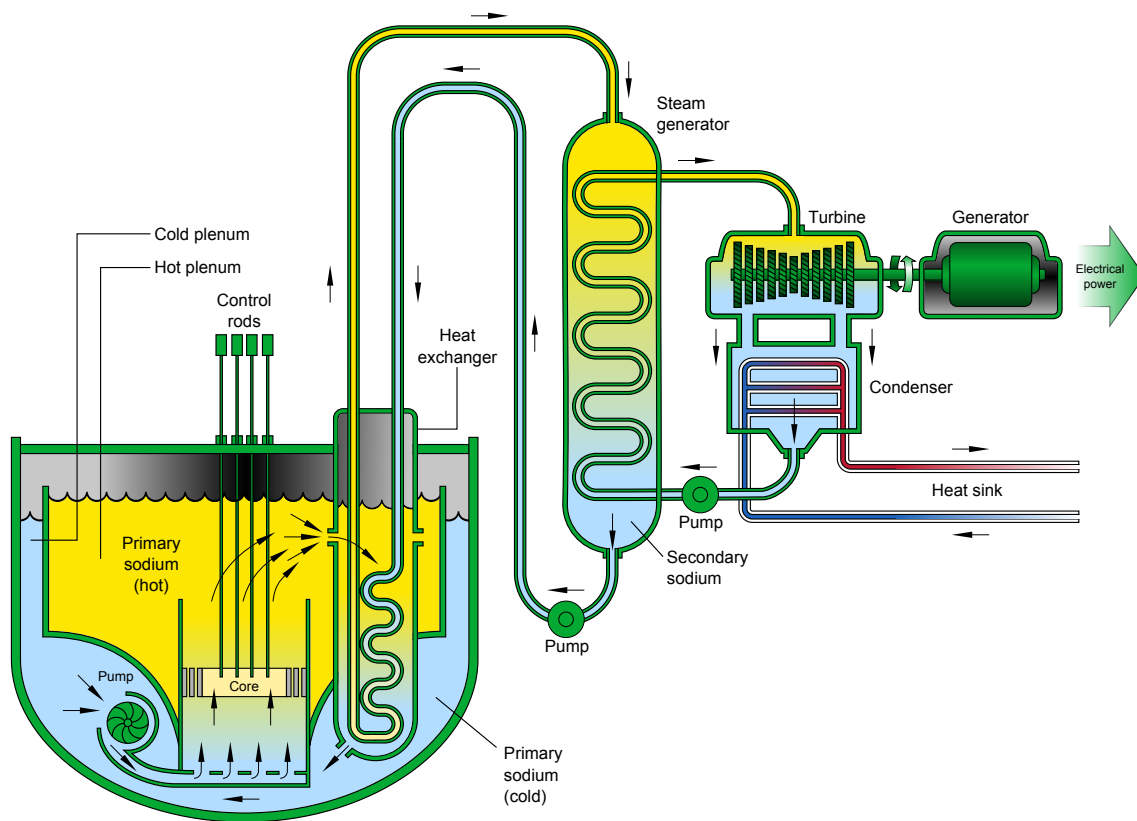 Steam
generator
Turbine
Generator
Cold plenum
Hot plenum
Electrical
power
Control
rods
Heat
exchanger
Condenser
Heat sink
Pump
Primary
sodium
(hot)
Secondary
sodium
Pump
Pump
Core
Primary
sodium
(cold)